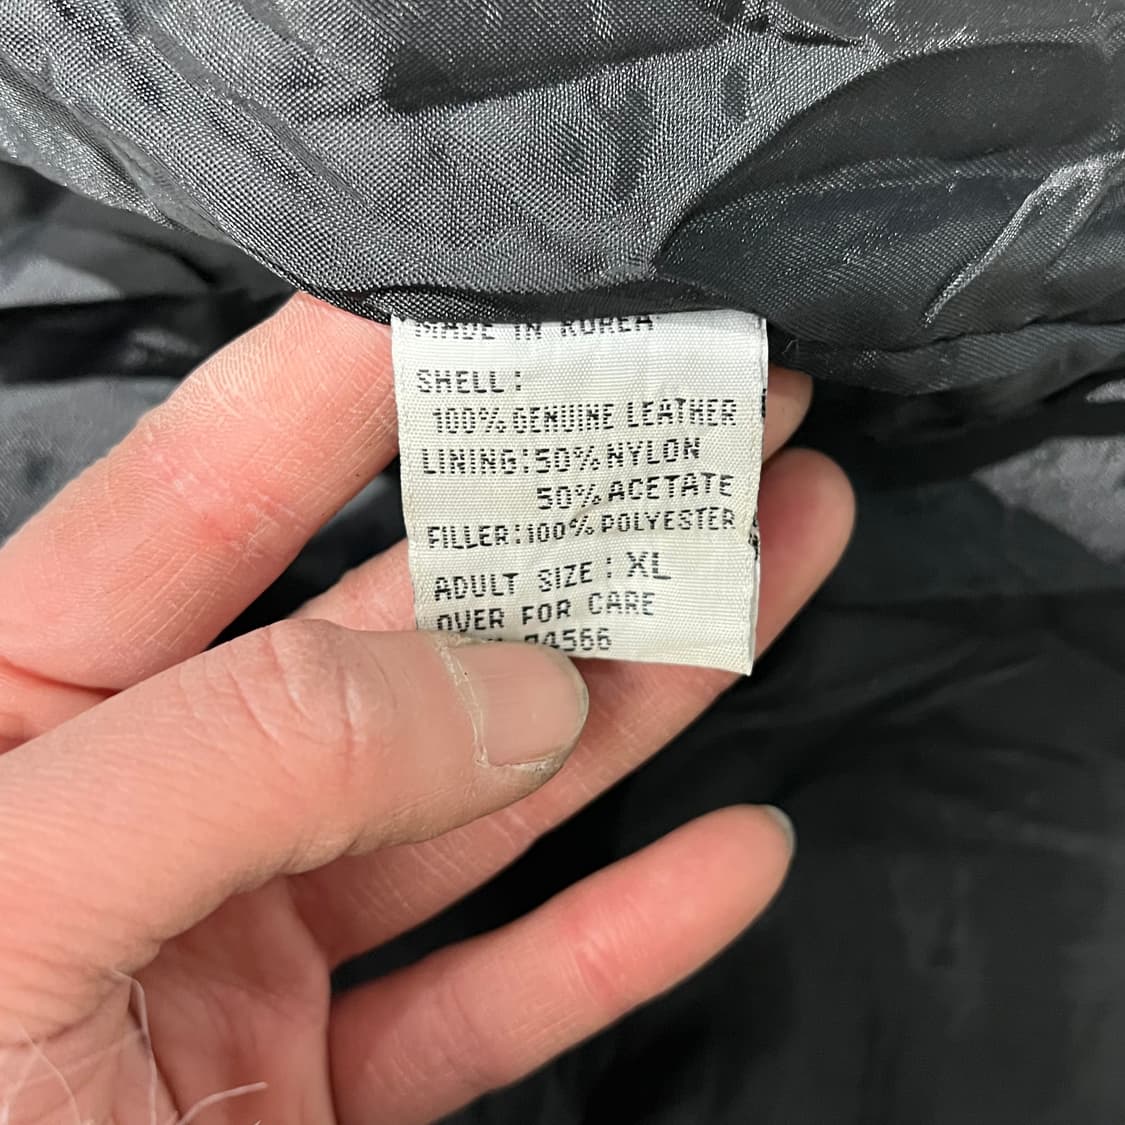 MADE IN KOREA
SHELL:
100% GENUINE LEATHER
LINING: 50% NYLON
50% ACETATE
FILLER: 100% POLYESTER
ADULT SIZE: XL
OVER FOR CARE